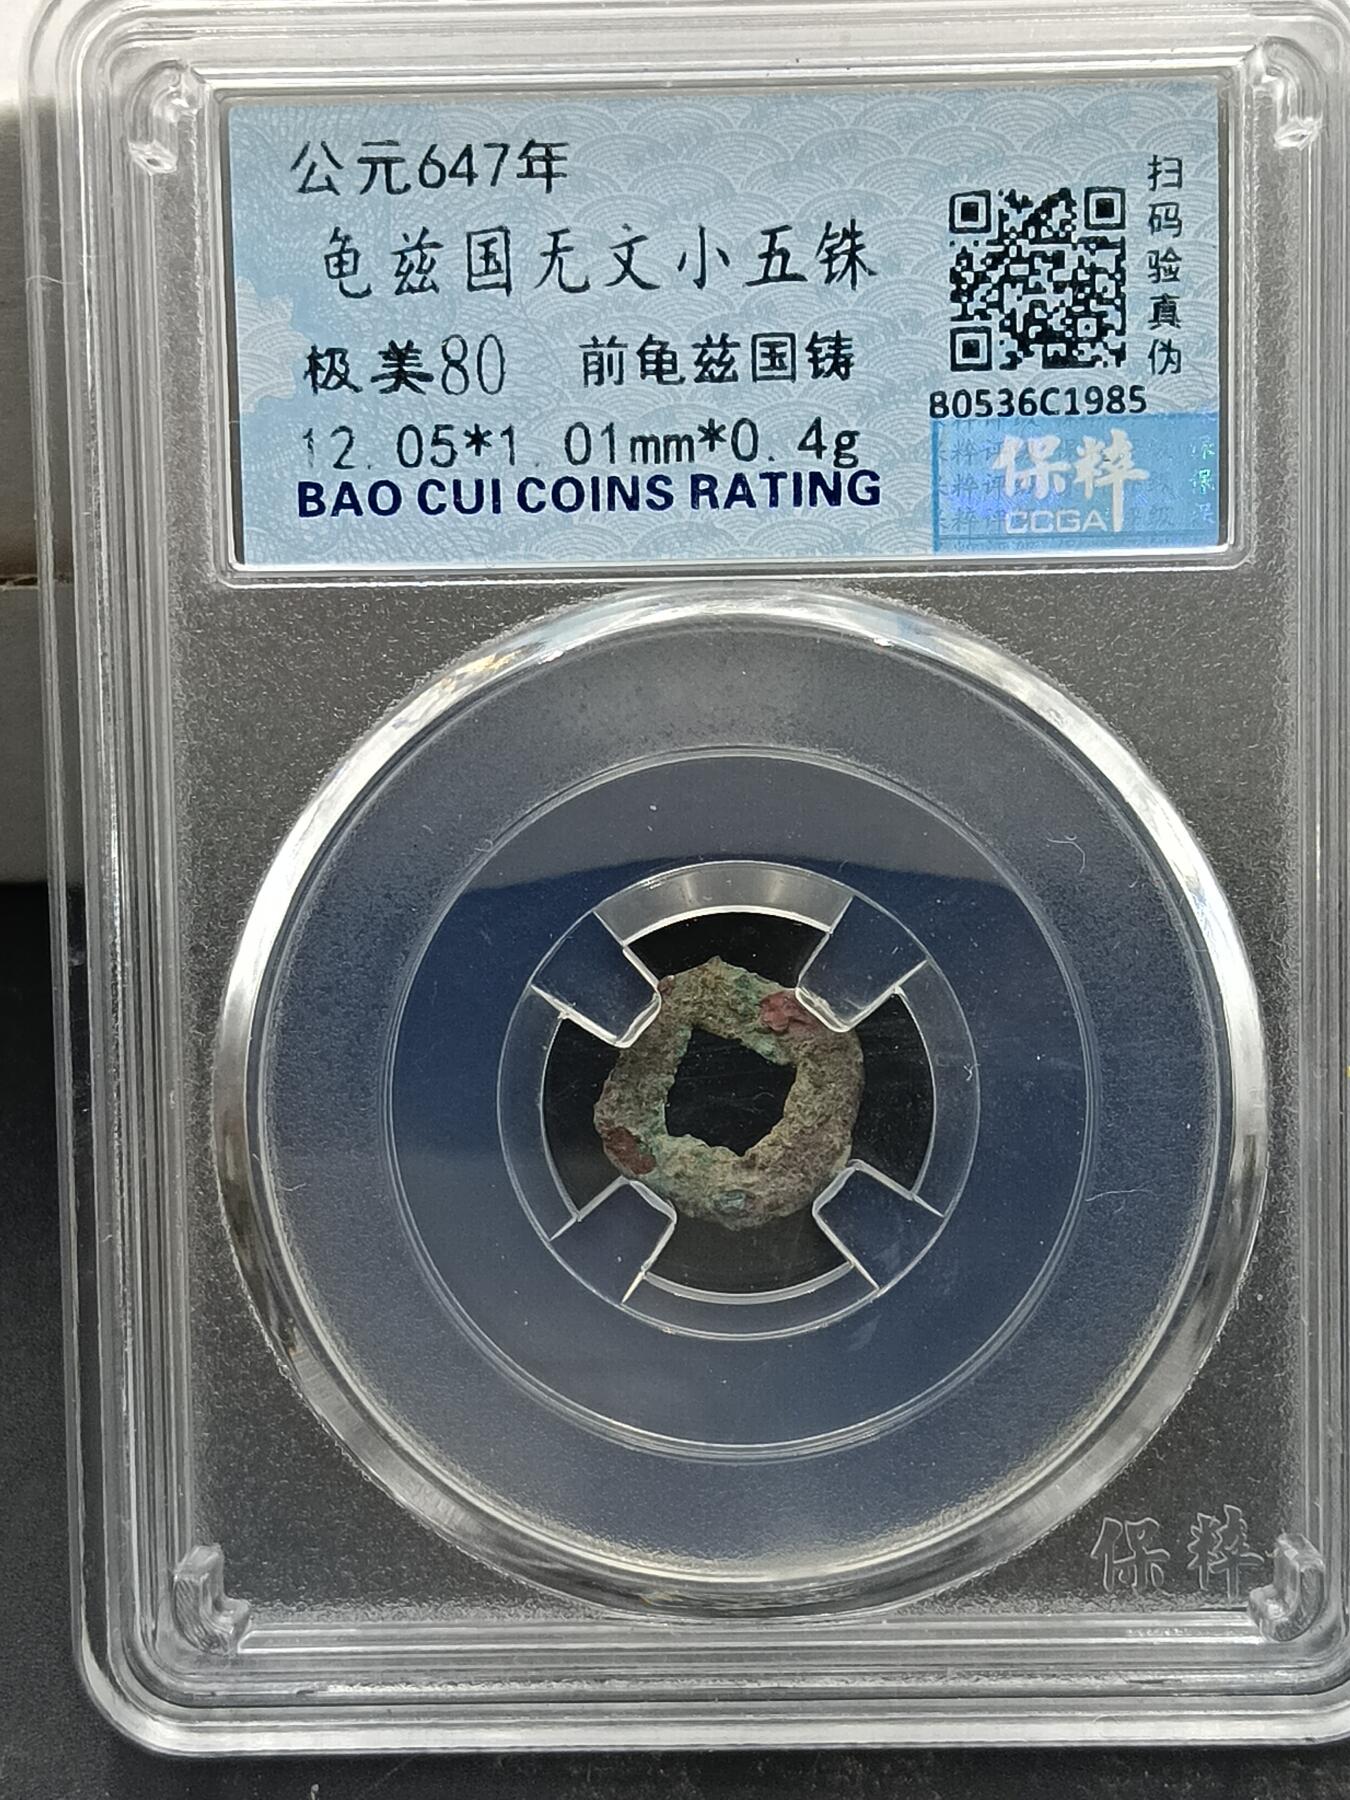 公元647年
龟兹国无文小五铢
极美80 前龟兹国铸
12.05*1.01mm*0.4g
BAO CUI COINS RATING
扫码验真伪
80536C1985
保粹
CCGA
保粹